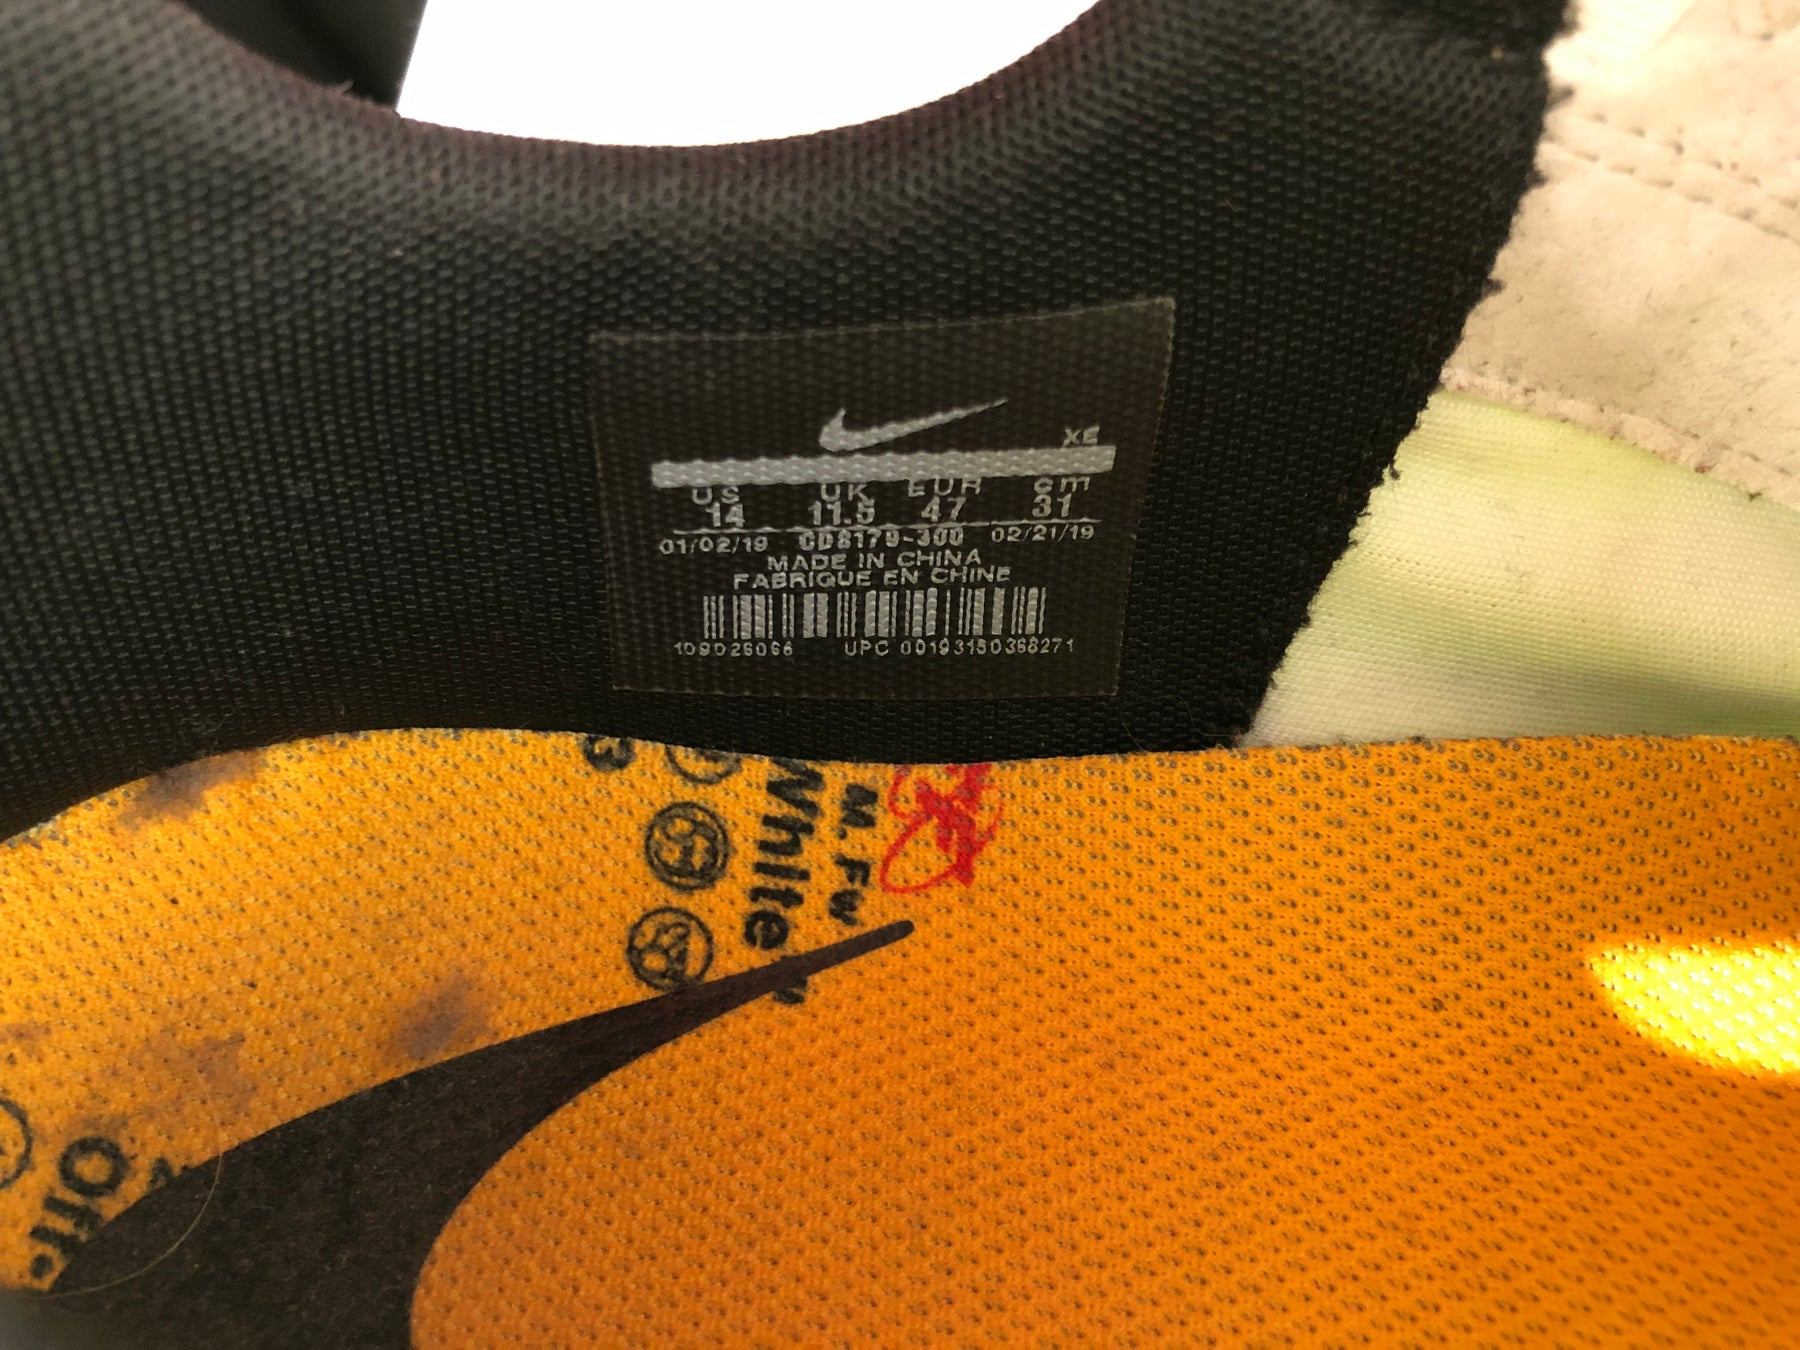 XE
US UK EUR cm
14 11.5 47 31
01/02/19 CD8179-300 02/21/19
MADE IN CHINA
FABRIQUE EN CHINE
UPC 00193150368271
M. Fw
White
Off-